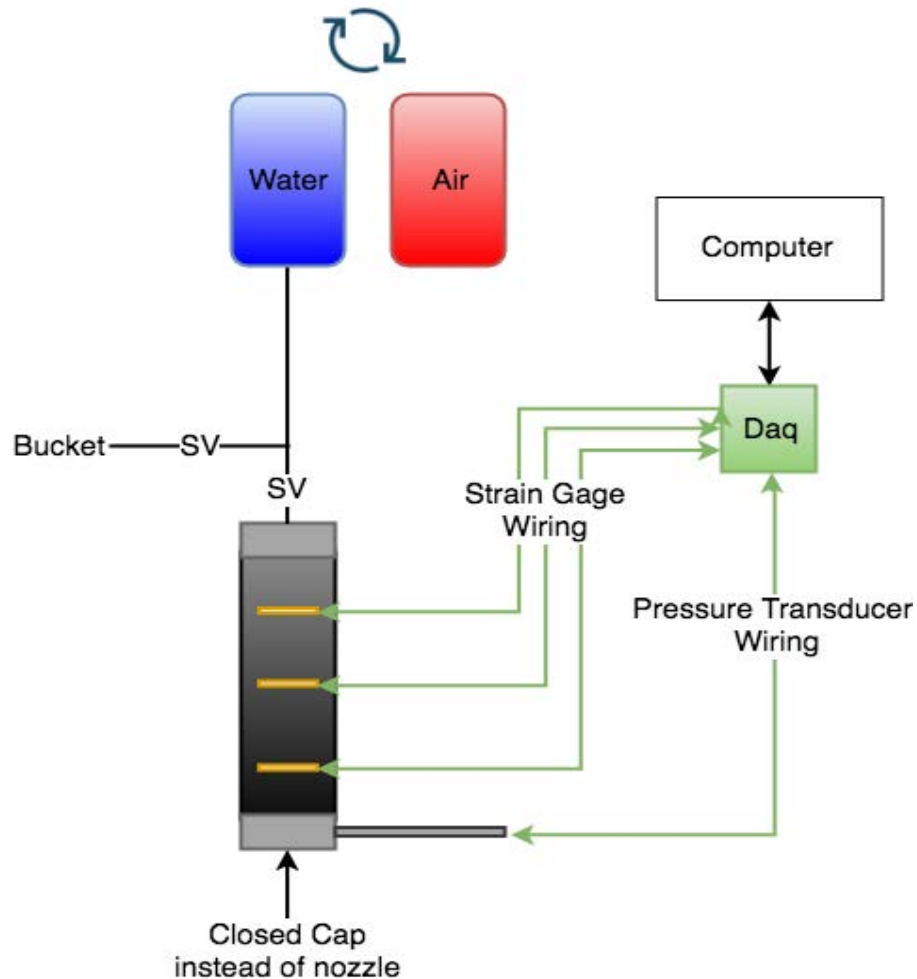 Water
Air
Computer
Daq
Bucket
SV
SV
Strain Gage
Wiring
Pressure Transducer
Wiring
Closed Cap
instead of nozzle